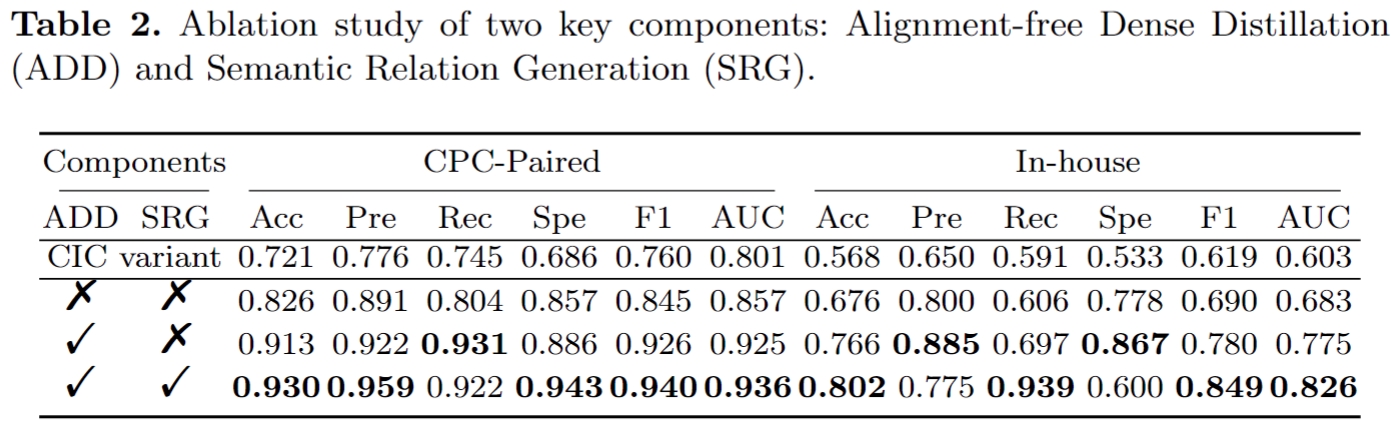 Table 2. Ablation study of two key components: Alignment-free Dense Distillation
(ADD) and Semantic Relation Generation (SRG).
Components CPC-Paired In-house
ADD SRG Acc Pre Rec Spe F1 AUC Acc Pre Rec Spe F1 AUC
CIC variant 0.721 0.776 0.745 0.686 0.760 0.801 0.568 0.650 0.591 0.533 0.619 0.603
✗ ✗ 0.826 0.891 0.804 0.857 0.845 0.857 0.676 0.800 0.606 0.778 0.690 0.683
✓ ✗ 0.913 0.922 0.931 0.886 0.926 0.925 0.766 0.885 0.697 0.867 0.780 0.775
✓ ✓ 0.930 0.959 0.922 0.943 0.940 0.936 0.802 0.775 0.939 0.600 0.849 0.826